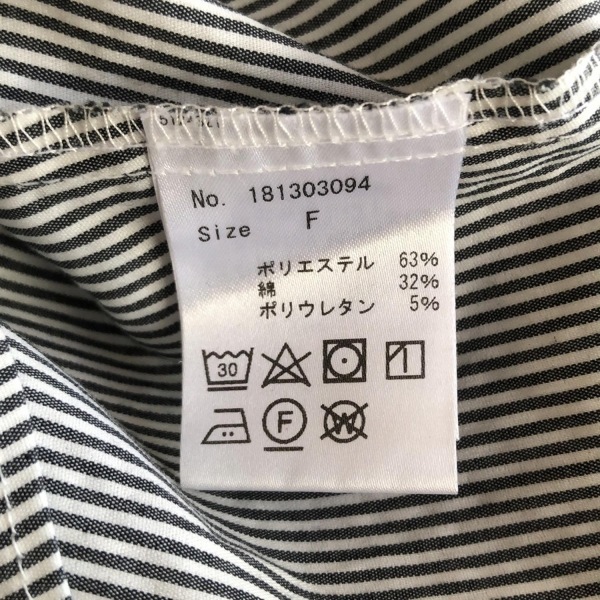 No. 181303094
Size F
ポリエステル 63%
綿 32%
ポリウレタン 5%
30
F
W